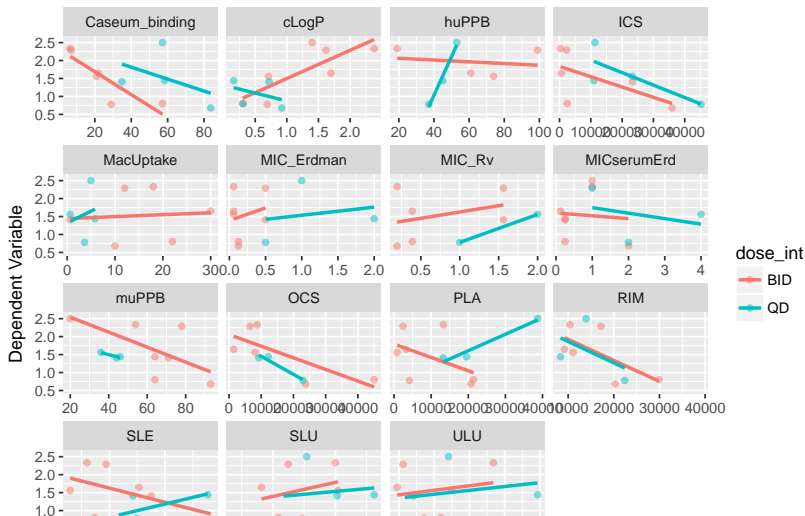 Caseum_binding cLogP huPPB ICS
2.5
2.0
1.5
1.0
0.5
20 40 60 80 0.5 1.0 1.5 2.0 20 40 60 80 100 0 10000 20000 30000 40000
MacUptake MIC_Erdman MIC_Rv MICserumErd
2.5
2.0
1.5
1.0
0.5
0 10 20 30 0.0 0.5 1.0 1.5 2.0 0.5 1.0 1.5 2.0 0 1 2 3 4
Dependent Variable
dose_int
BID
QD
muPPB OCS PLA RIM
2.5
2.0
1.5
1.0
0.5
20 40 60 80 0 10000 20000 30000 40000 0 10000 20000 30000 40000 10000 20000 30000 40000
SLE SLU ULU
2.5
2.0
1.5
1.0